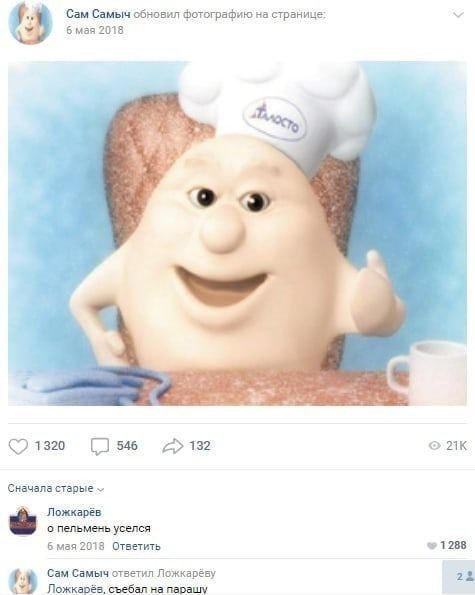 Сам Самыч обновил фотографию на странице:
6 мая 2018
Талосто
1 320 546 132 21K
Сначала старые
Ложкарёв
о пельмень уселся
6 мая 2018 Ответить 1 288
Сам Самыч ответил Ложкарёву 2
Ложкарёв, съебал на парашу